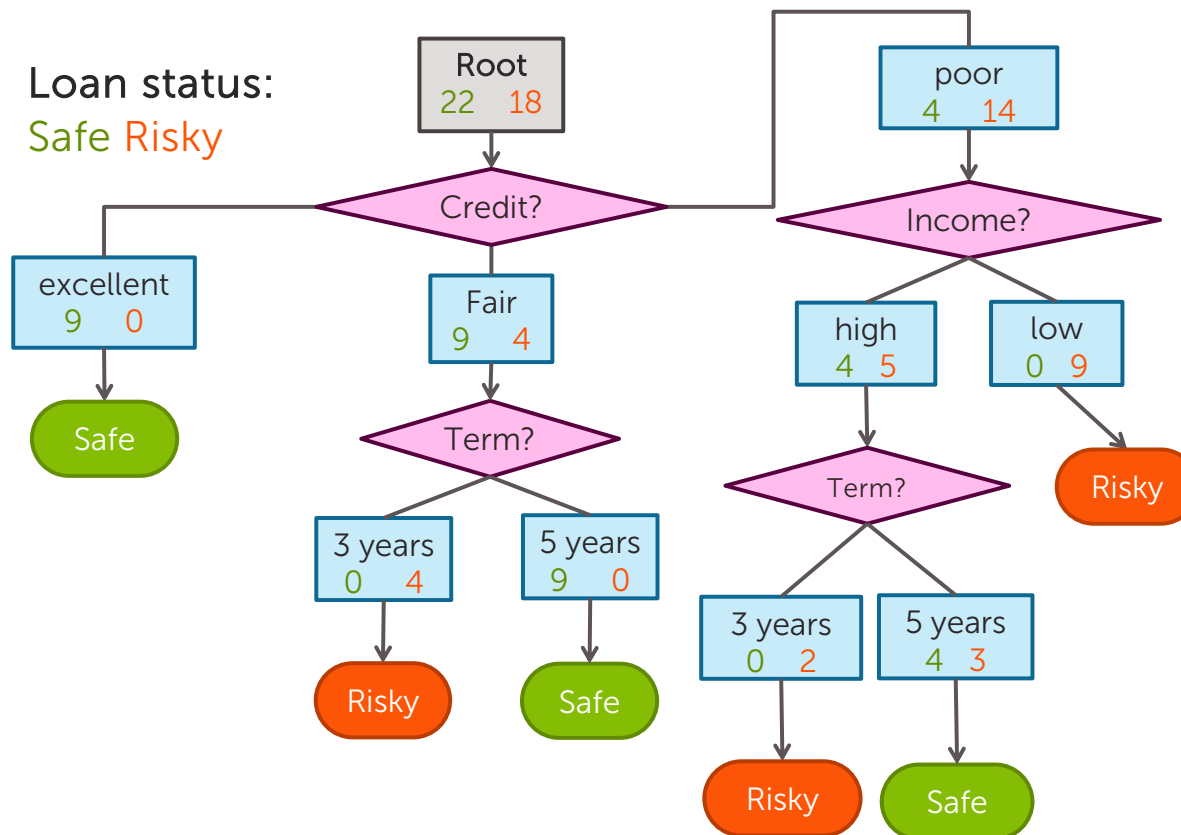 Loan status:
Safe Risky
Root
22 18
Credit?
excellent
9 0
Safe
Fair
9 4
Term?
3 years
0 4
Risky
5 years
9 0
Safe
poor
4 14
Income?
high
4 5
low
0 9
Risky
Term?
3 years
0 2
Risky
5 years
4 3
Safe